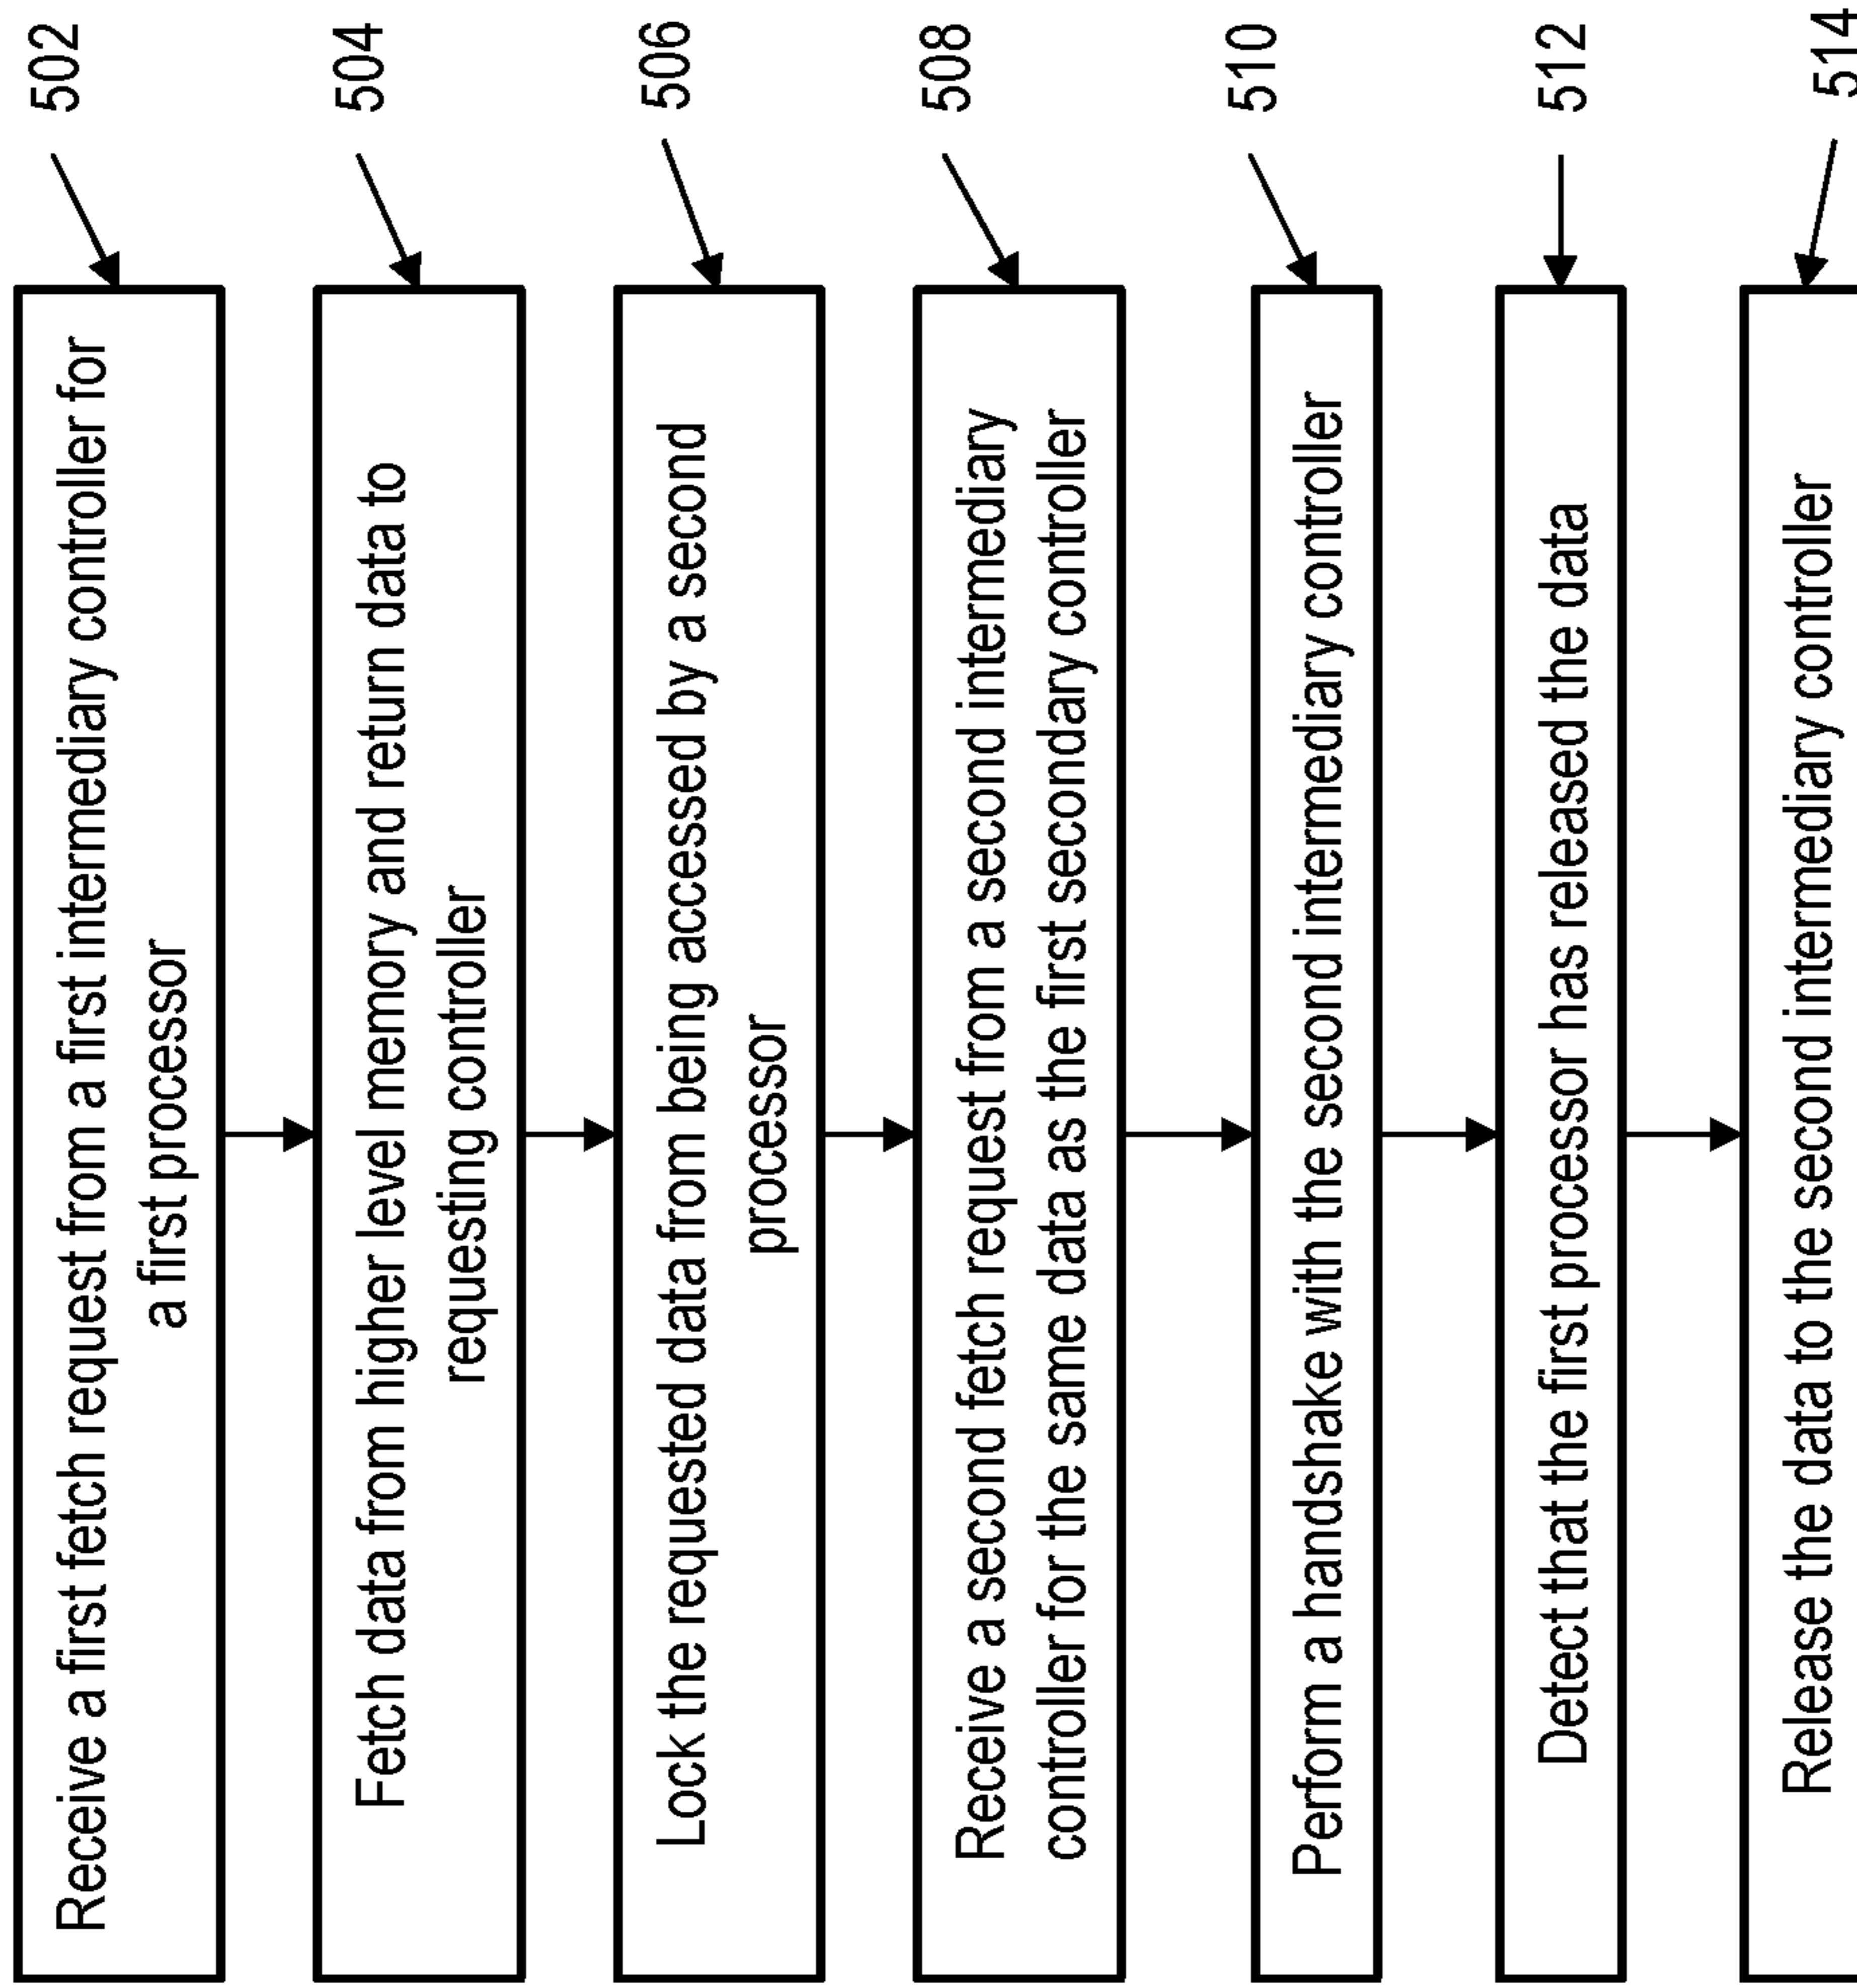 Receive a first fetch request from a first intermediary controller for
a first processor
502
Fetch data from higher level memory and return data to
requesting controller
504
Lock the requested data from being accessed by a second
processor
506
Receive a second fetch request from a second intermediary
controller for the same data as the first secondary controller
508
Perform a handshake with the second intermediary controller
510
Detect that the first processor has released the data
512
Release the data to the second intermediary controller
514